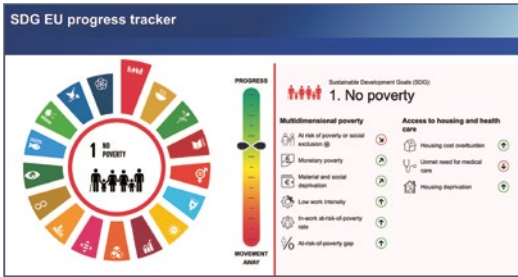 SDG EU progress tracker
1 NO
POVERTY
PROGRESS
MOVEMENT
AWAY
Sustainable Development Goals (SDG):
1. No poverty
Multidimensional poverty
At risk of poverty or social
exclusion
Monetary poverty
Material and social
deprivation
Low work intensity
In-work at-risk-of-poverty
rate
At-risk-of-poverty gap
Access to housing and health
care
Housing cost overburden
Unmet need for medical
care
Housing deprivation